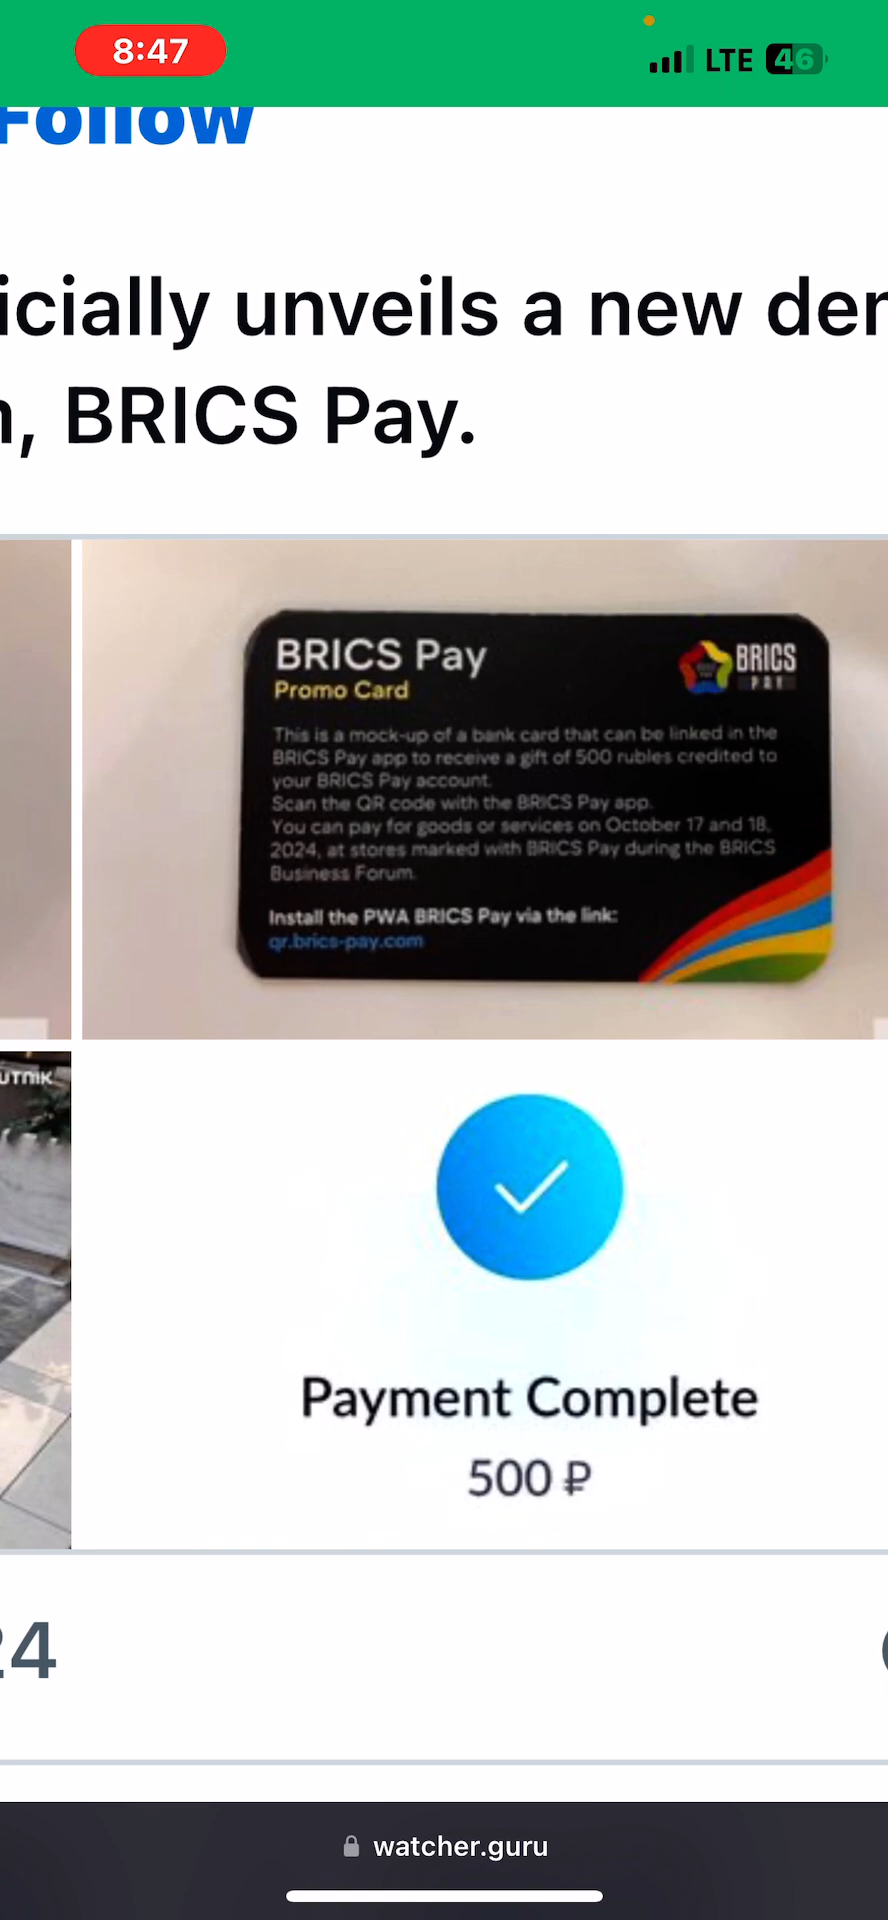 8:47
LTE 46
Follow
icially unveils a new
, BRICS Pay.
BRICS Pay
Promo Card
BRICS
PAY
This is a mock-up of a bank card that can be linked in the
BRICS Pay app to receive a gift of 500 rubles credited to
your BRICS Pay account.
Scan the QR code with the BRICS Pay app.
You can pay for goods or services on October 17 and 18,
2024, at stores marked with BRICS Pay during the BRICS
Business Forum.
Install the PWA BRICS Pay via the link:
qr.brics-pay.com
UTNIK
Payment Complete
500 ₽
24
watcher.guru